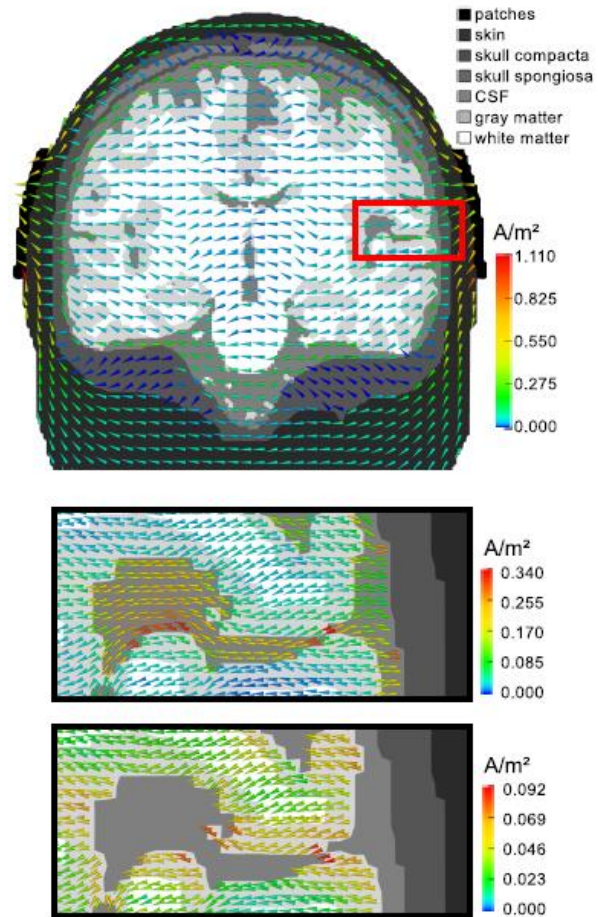 patches
skin
skull compacta
skull spongiosa
CSF
gray matter
white matter
A/m²
1.110
0.825
0.550
0.275
0.000
A/m²
0.340
0.255
0.170
0.085
0.000
A/m²
0.092
0.069
0.046
0.023
0.000